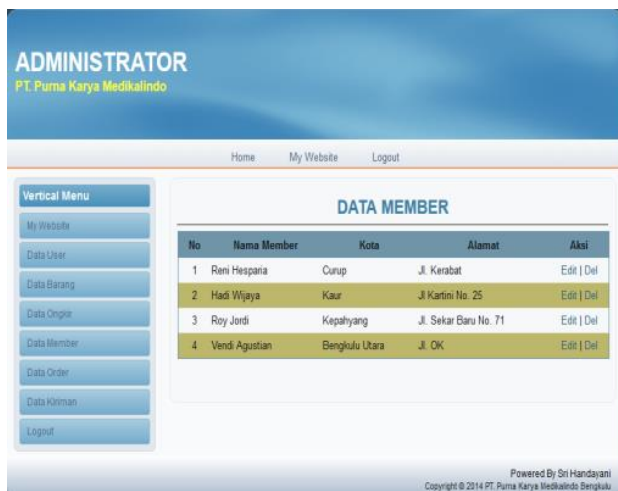 ADMINISTRATOR
PT. Purna Karya Medikalindo
Home My Website Logout
Vertical Menu
My Website
Data User
Data Barang
Data Ongkir
Data Member
Data Order
Data Kiriman
Logout
DATA MEMBER
No Nama Member Kota Alamat Aksi
1 Reni Hesparia Curup Jl. Kerabat Edit | Del
2 Hadi Wijaya Kaur Jl Kartini No. 25 Edit | Del
3 Roy Jordi Kepahyang Jl. Sekar Baru No. 71 Edit | Del
4 Vendi Agustian Bengkulu Utara Jl. OK Edit | Del
Powered By Sri Handayani
Copyright © 2014 PT. Purna Karya Medikalindo Bengkulu